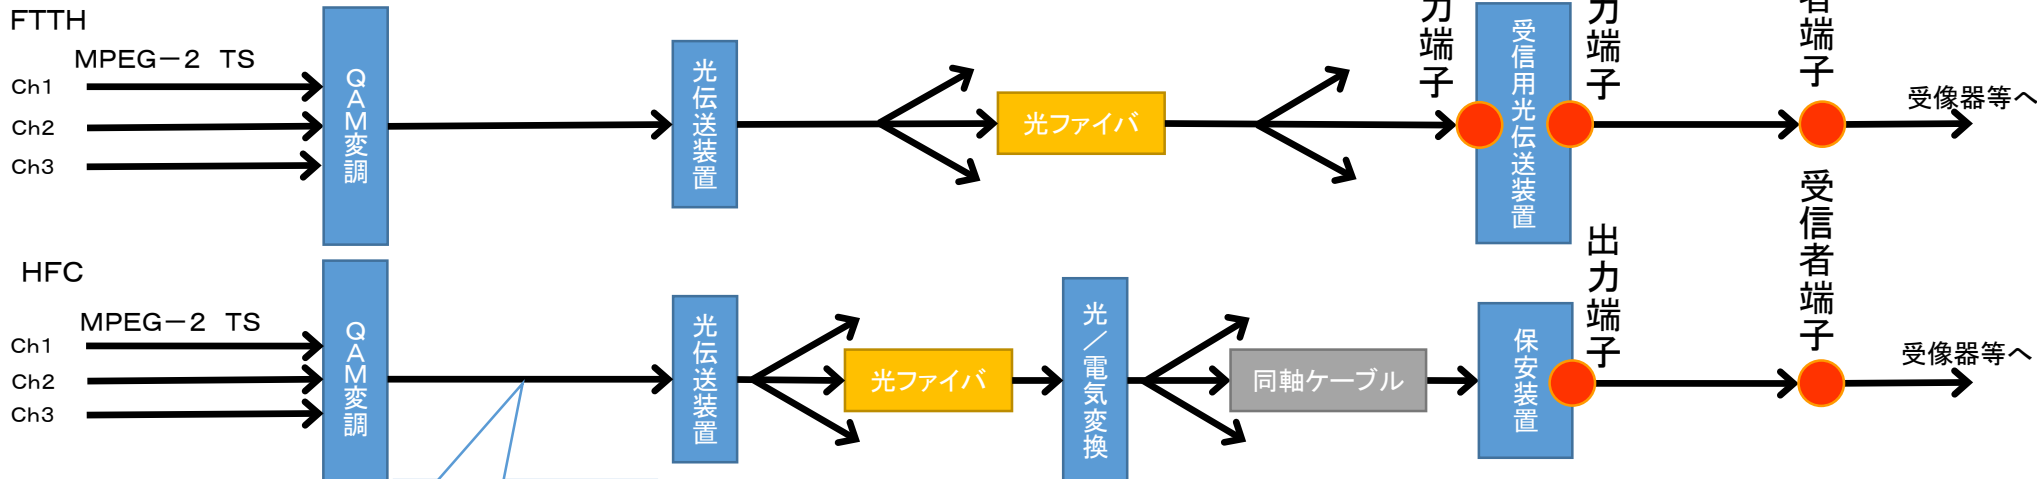 FTTH
MPEG－2 TS
Ch1
Ch2
Ch3
QAM変調
光伝送装置
光ファイバ
力端子
受信用光伝送装置
力端子
者端子
受像器等へ
HFC
MPEG－2 TS
Ch1
Ch2
Ch3
QAM変調
光伝送装置
光ファイバ
光／電気変換
同軸ケーブル
保安装置
出力端子
受信者端子
受像器等へ